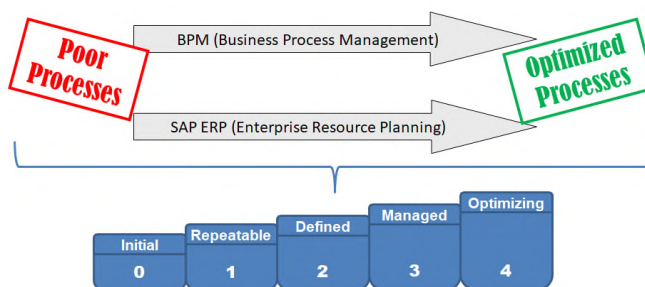 Poor
Processes
BPM (Business Process Management)
Optimized
Processes
SAP ERP (Enterprise Resource Planning)
Initial
0
Repeatable
1
Defined
2
Managed
3
Optimizing
4